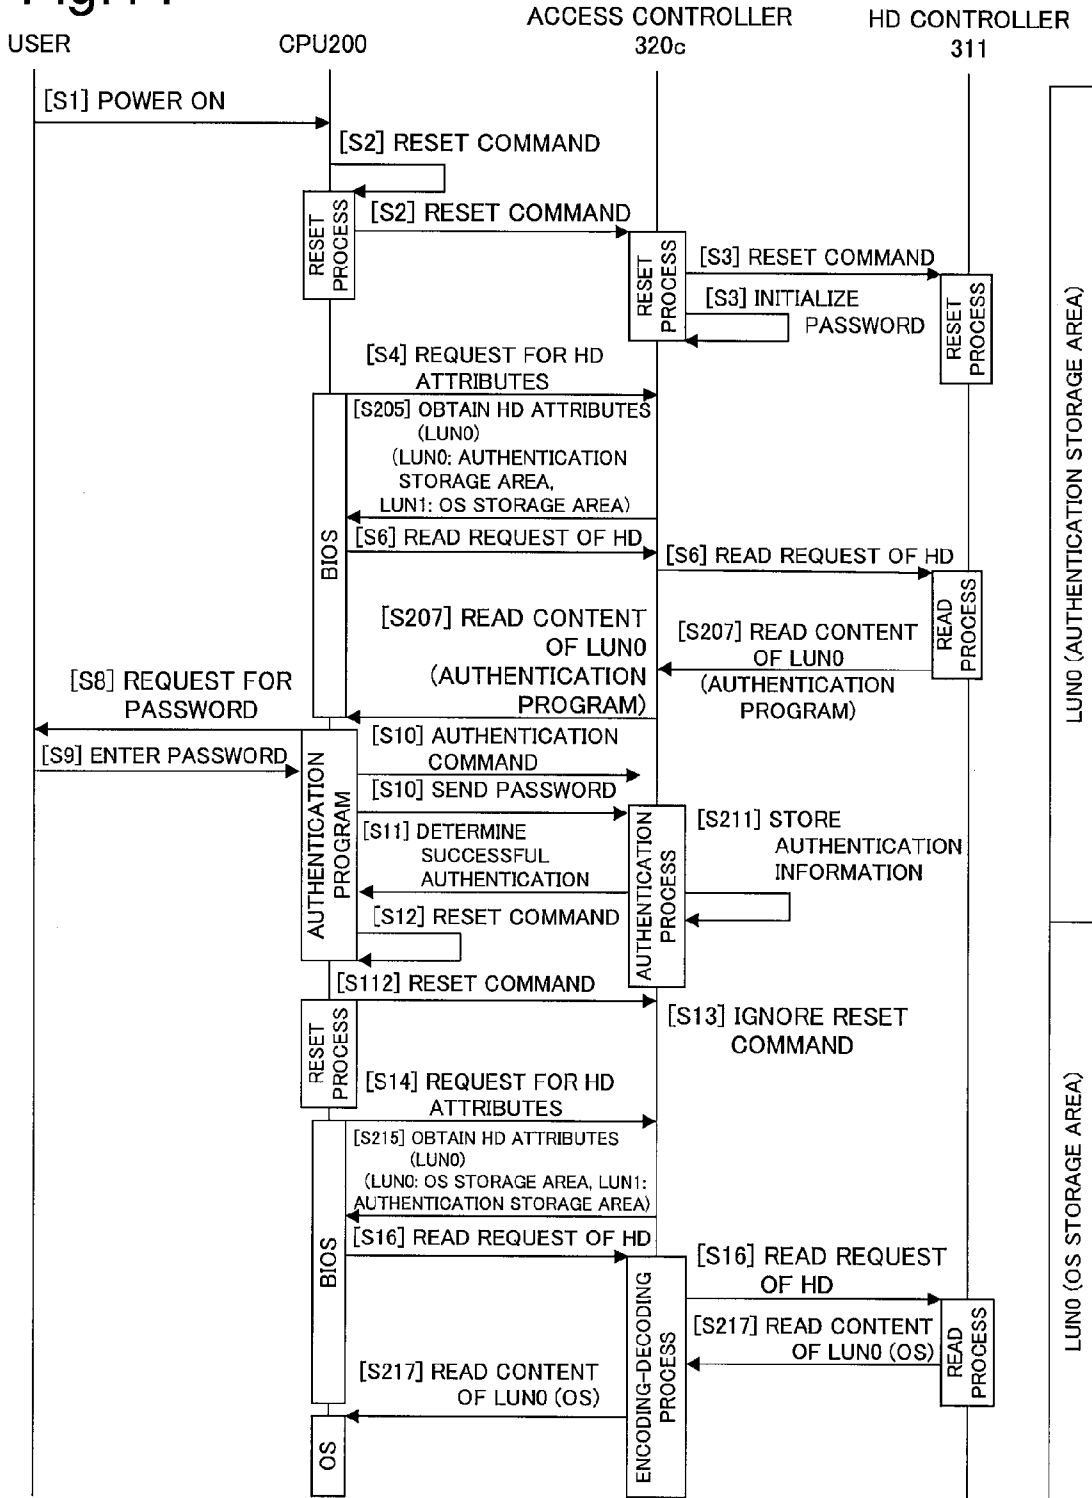 USER
CPU200
ACCESS CONTROLLER
320c
HD CONTROLLER
311
[S1] POWER ON
[S2] RESET COMMAND
RESET
PROCESS
[S2] RESET COMMAND
RESET
PROCESS
[S3] RESET COMMAND
[S3] INITIALIZE
PASSWORD
RESET
PROCESS
[S4] REQUEST FOR HD
ATTRIBUTES
[S205] OBTAIN HD ATTRIBUTES
(LUN0)
(LUN0: AUTHENTICATION
STORAGE AREA,
LUN1: OS STORAGE AREA)
BIOS
[S6] READ REQUEST OF HD
[S6] READ REQUEST OF HD
READ
PROCESS
[S207] READ CONTENT
OF LUN0
(AUTHENTICATION
PROGRAM)
[S207] READ CONTENT
OF LUN0
(AUTHENTICATION
PROGRAM)
LUN0 (AUTHENTICATION STORAGE AREA)
[S8] REQUEST FOR
PASSWORD
[S9] ENTER PASSWORD
AUTHENTICATION
PROGRAM
[S10] AUTHENTICATION
COMMAND
[S10] SEND PASSWORD
[S11] DETERMINE
SUCCESSFUL
AUTHENTICATION
AUTHENTICATION
PROCESS
[S211] STORE
AUTHENTICATION
INFORMATION
[S12] RESET COMMAND
[S112] RESET COMMAND
[S13] IGNORE RESET
COMMAND
RESET
PROCESS
[S14] REQUEST FOR HD
ATTRIBUTES
[S215] OBTAIN HD ATTRIBUTES
(LUN0)
(LUN0: OS STORAGE AREA, LUN1:
AUTHENTICATION STORAGE AREA)
BIOS
[S16] READ REQUEST OF HD
ENCODING-DECODING
PROCESS
[S16] READ REQUEST
OF HD
[S217] READ CONTENT
OF LUN0 (OS)
READ
PROCESS
[S217] READ CONTENT
OF LUN0 (OS)
OS
LUN0 (OS STORAGE AREA)